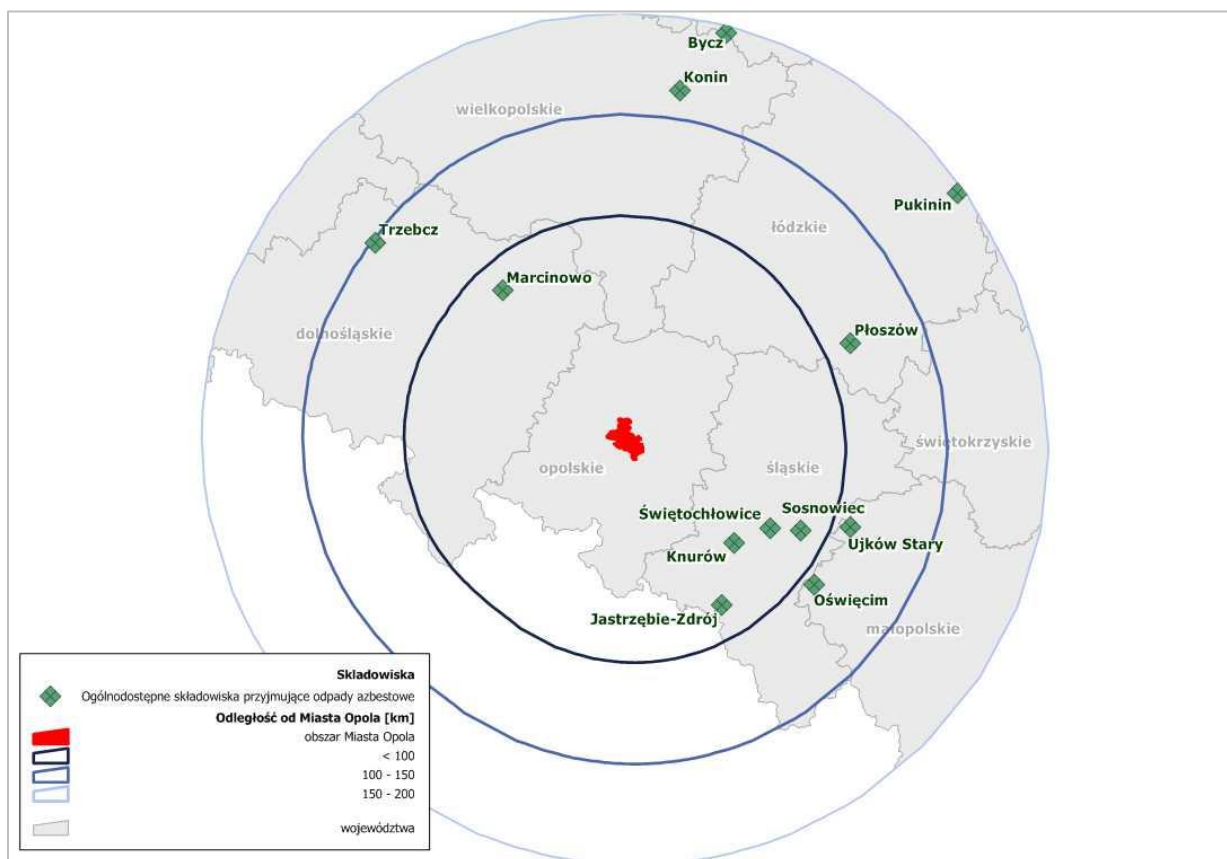 Bycz
Konin
wielkopolskie
Pukinin
łódzkie
Trzebcz
Marcinowo
dolnośląskie
Płoszów
świętokrzyskie
opolskie
śląskie
Świętochłowice
Sosnowiec
Knurów
Ujków Stary
Oświęcim
Jastrzębie-Zdrój
małopolskie
Składowiska
Ogólnodostępne składowiska przyjmujące odpady azbestowe
Odległość od Miasta Opola [km]
obszar Miasta Opola
< 100
100 - 150
150 - 200
województwa